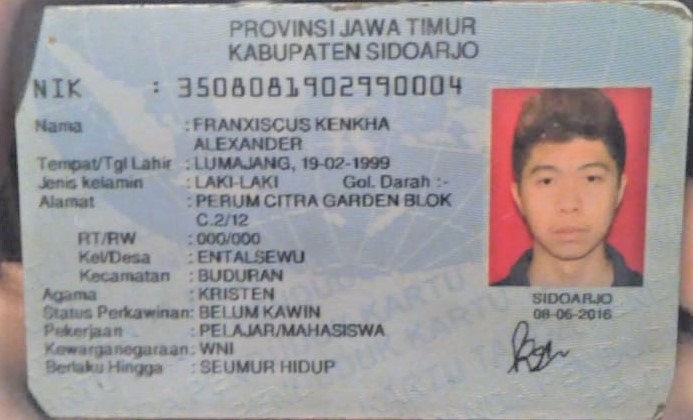 PROVINSI JAWA TIMUR
KABUPATEN SIDOARJO
NIK : 3508081902990004
Nama : FRANXISCUS KENKHA
ALEXANDER
Tempat/Tgl Lahir : LUMAJANG, 19-02-1999
Jenis kelamin : LAKI-LAKI Gol. Darah :-
Alamat : PERUM CITRA GARDEN BLOK
C.2/12
RT/RW : 000/000
Kel/Desa : ENTALSEWU
Kecamatan : BUDURAN
Agama : KRISTEN
Status Perkawinan: BELUM KAWIN
Pekerjaan : PELAJAR/MAHASISWA
Kewarganegaraan: WNI
Berlaku Hingga : SEUMUR HIDUP
SIDOARJO
08-06-2016